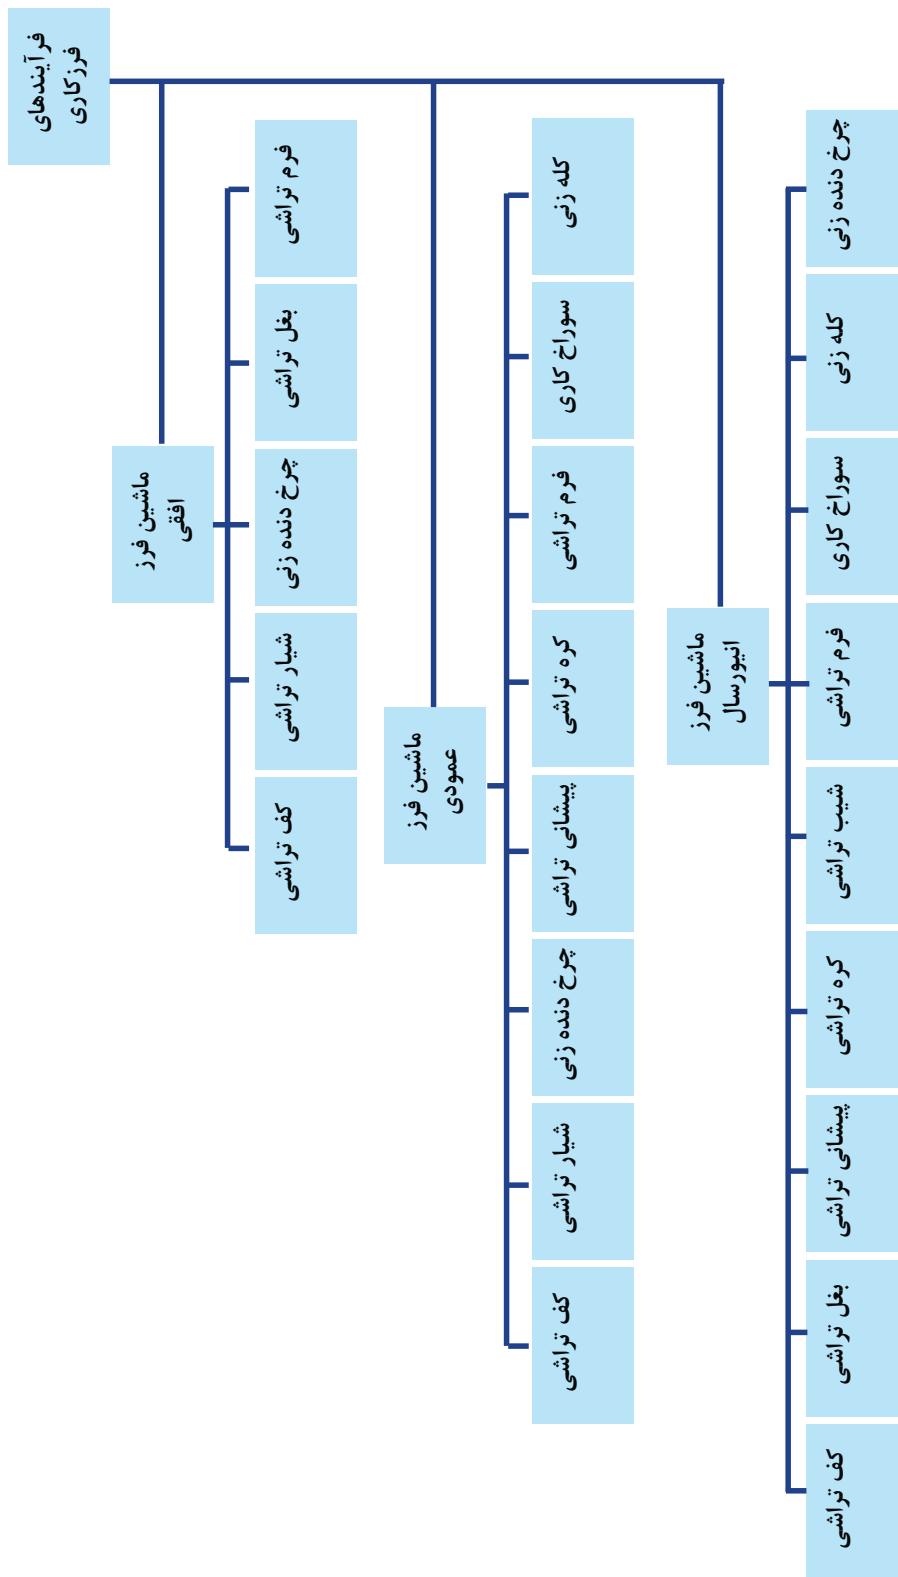 فرآیندهای
فرزکاری
ماشین فرز
افقی
فرم تراشی
بغل تراشی
چرخ دنده زنی
شیار تراشی
کف تراشی
ماشین فرز
عمودی
کله زنی
سوراخ کاری
فرم تراشی
کره تراشی
پیشانی تراشی
چرخ دنده زنی
شیار تراشی
کف تراشی
ماشین فرز
انیورسال
چرخ دنده زنی
کله زنی
سوراخ کاری
فرم تراشی
شیب تراشی
کره تراشی
پیشانی تراشی
بغل تراشی
کف تراشی